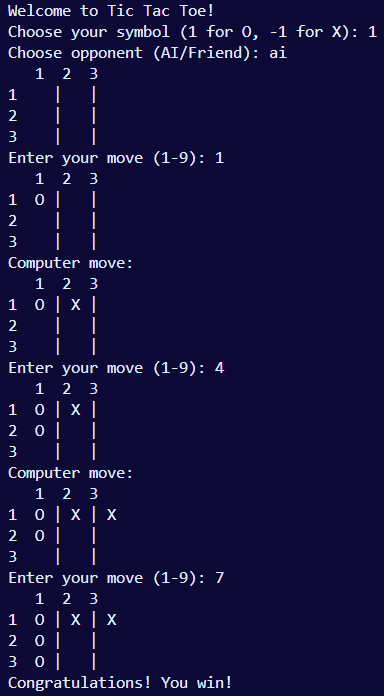 Welcome to Tic Tac Toe!
Choose your symbol (1 for O, -1 for X): 1
Choose opponent (AI/Friend): ai
   1  2  3
1    |   |
2    |   |
3    |   |
Enter your move (1-9): 1
   1  2  3
1  O |   |
2    |   |
3    |   |
Computer move:
   1  2  3
1  O | X |
2    |   |
3    |   |
Enter your move (1-9): 4
   1  2  3
1  O | X |
2  O |   |
3    |   |
Computer move:
   1  2  3
1  O | X | X
2  O |   |
3    |   |
Enter your move (1-9): 7
   1  2  3
1  O | X | X
2  O |   |
3  O |   |
Congratulations! You win!